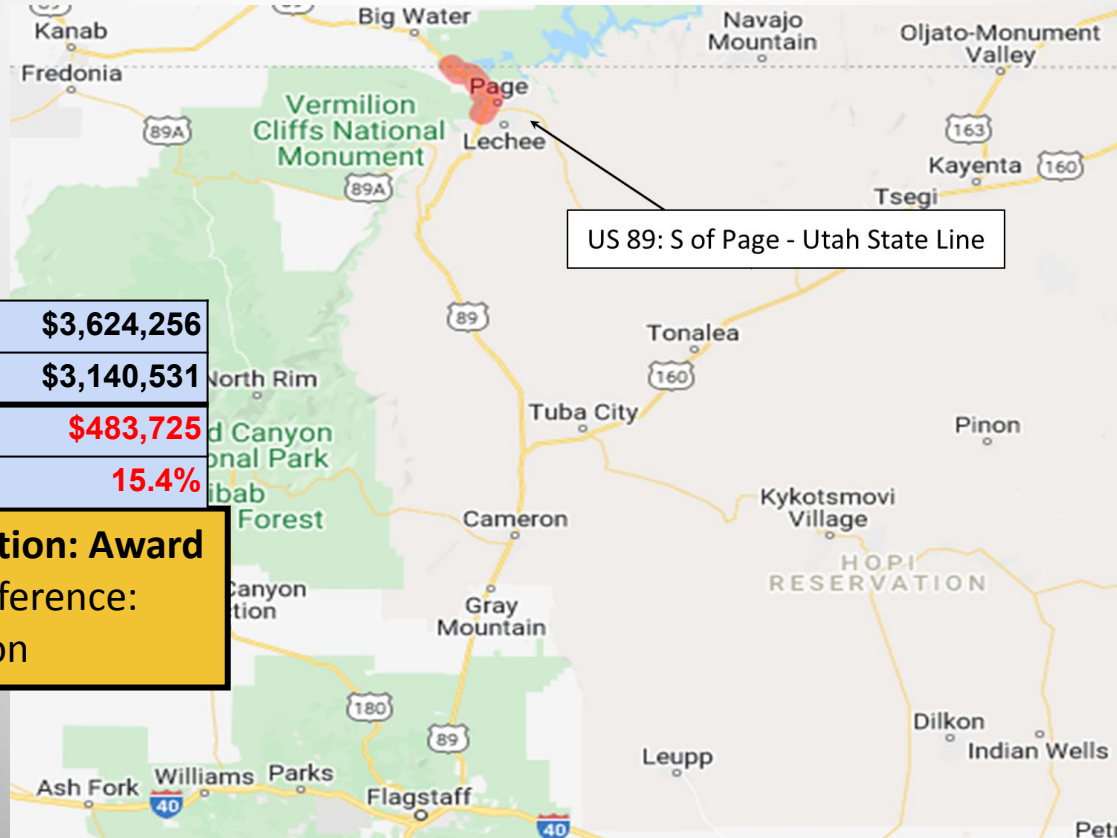 Kanab
Big Water
Navajo
Mountain
Oljato-Monument
Valley
Fredonia
Page
Vermilion
Cliffs National
Monument
89A
Lechee
163
Kayenta
160
89A
Tsegi
US 89: S of Page - Utah State Line
$3,624,256
89
Tonalea
$3,140,531
North Rim
160
$483,725
d Canyon
Tuba City
Pinon
onal Park
15.4%
ibab
Forest
Cameron
Kykotsmovi
Village
tion: Award
HOPI
RESERVATION
fference:
Canyon
tion
Gray
Mountain
on
180
89
Dilkon
Leupp
Indian Wells
Ash Fork
Williams
Parks
40
Flagstaff
40
Petr